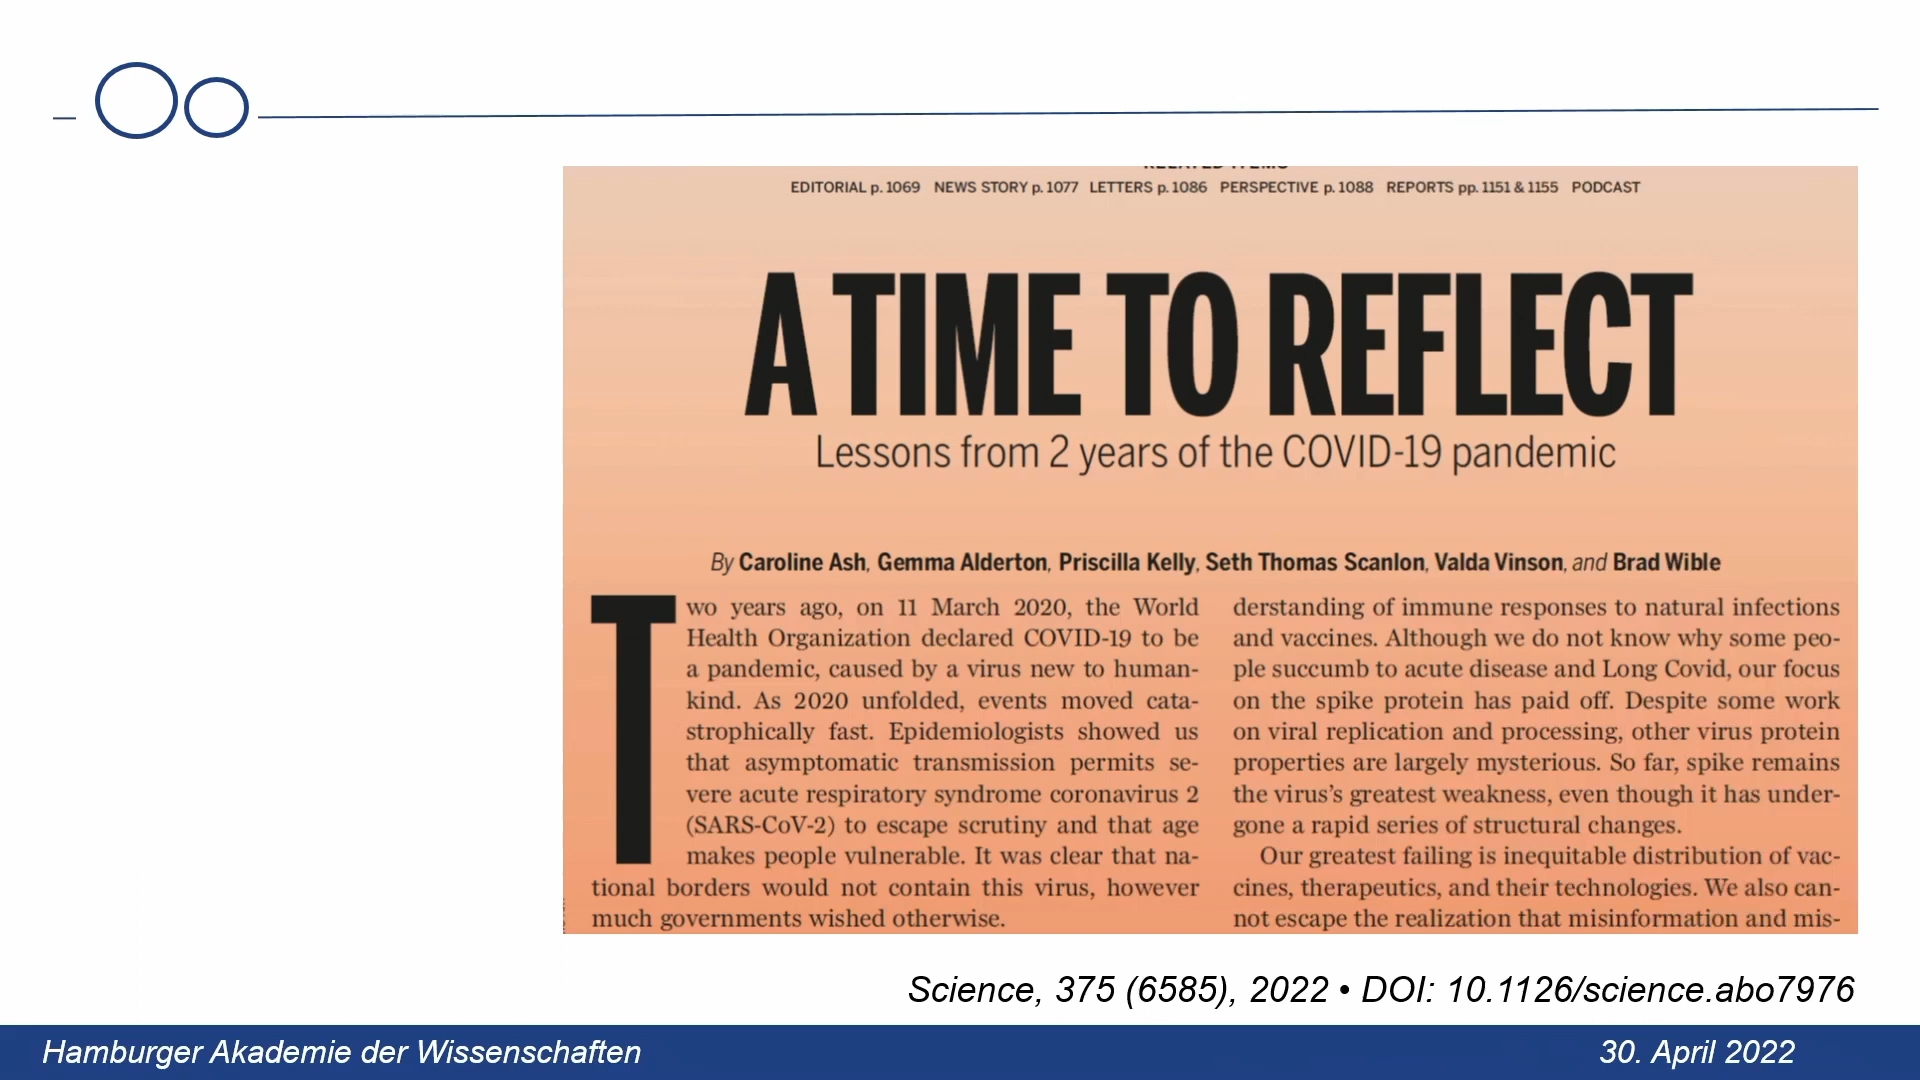 RELATED ITEMS
EDITORIAL p. 1069 NEWS STORY p. 1077 LETTERS p. 1086 PERSPECTIVE p. 1088 REPORTS pp. 1151 & 1155 PODCAST
A TIME TO REFLECT
Lessons from 2 years of the COVID-19 pandemic
By Caroline Ash, Gemma Alderton, Priscilla Kelly, Seth Thomas Scanlon, Valda Vinson, and Brad Wible
Two years ago, on 11 March 2020, the World
Health Organization declared COVID-19 to be
a pandemic, caused by a virus new to human-
kind. As 2020 unfolded, events moved cata-
strophically fast. Epidemiologists showed us
that asymptomatic transmission permits se-
vere acute respiratory syndrome coronavirus 2
(SARS-CoV-2) to escape scrutiny and that age
makes people vulnerable. It was clear that na-
tional borders would not contain this virus, however
much governments wished otherwise.
derstanding of immune responses to natural infections
and vaccines. Although we do not know why some peo-
ple succumb to acute disease and Long Covid, our focus
on the spike protein has paid off. Despite some work
on viral replication and processing, other virus protein
properties are largely mysterious. So far, spike remains
the virus’s greatest weakness, even though it has under-
gone a rapid series of structural changes.
Our greatest failing is inequitable distribution of vac-
cines, therapeutics, and their technologies. We also can-
not escape the realization that misinformation and mis-
Science, 375 (6585), 2022 • DOI: 10.1126/science.abo7976
Hamburger Akademie der Wissenschaften
30. April 2022